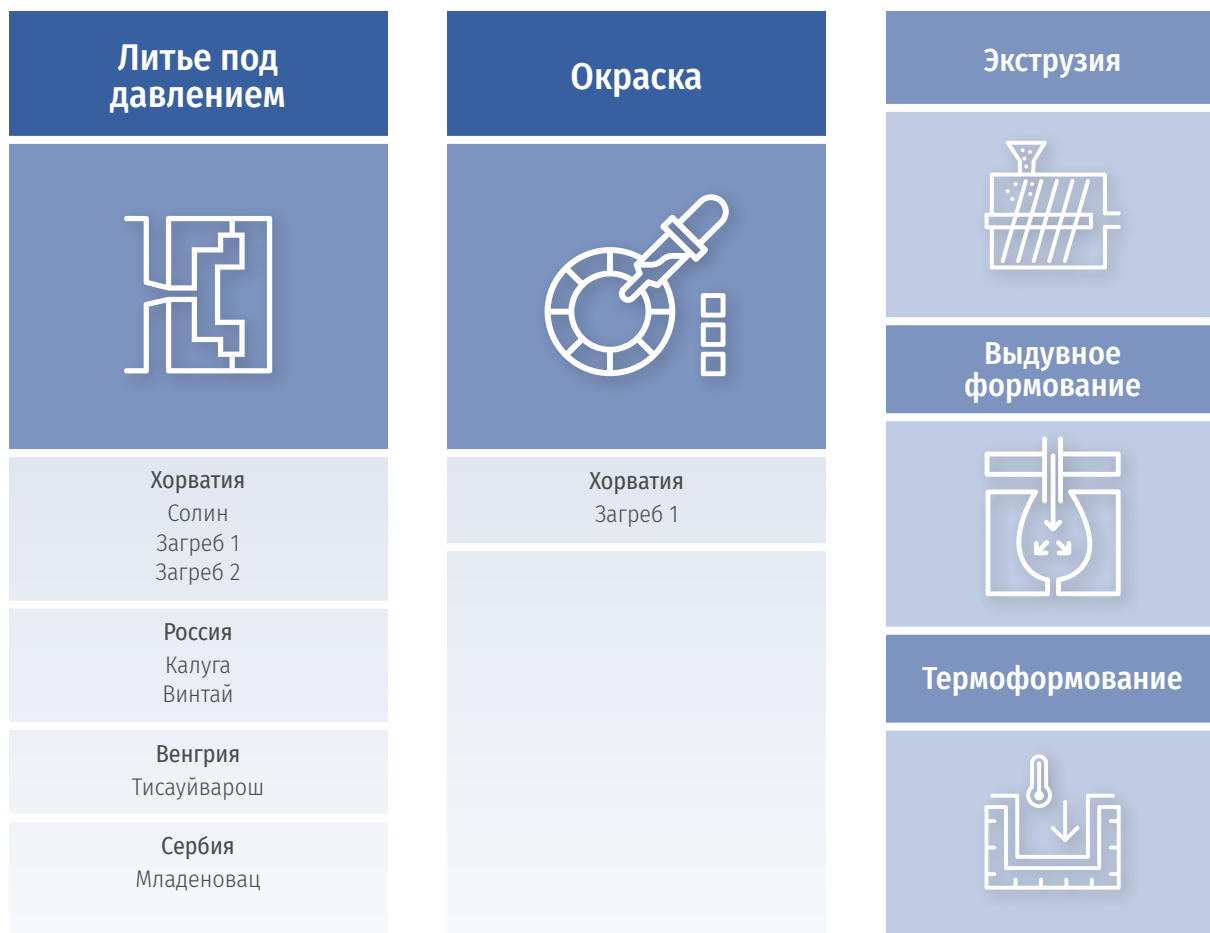 Литье под
давлением
Хорватия
Солин
Загреб 1
Загреб 2
Россия
Калуга
Винтай
Венгрия
Тисауйварош
Сербия
Младеновац
Окраска
Хорватия
Загреб 1
Экструзия
Выдувное
формование
Термоформование